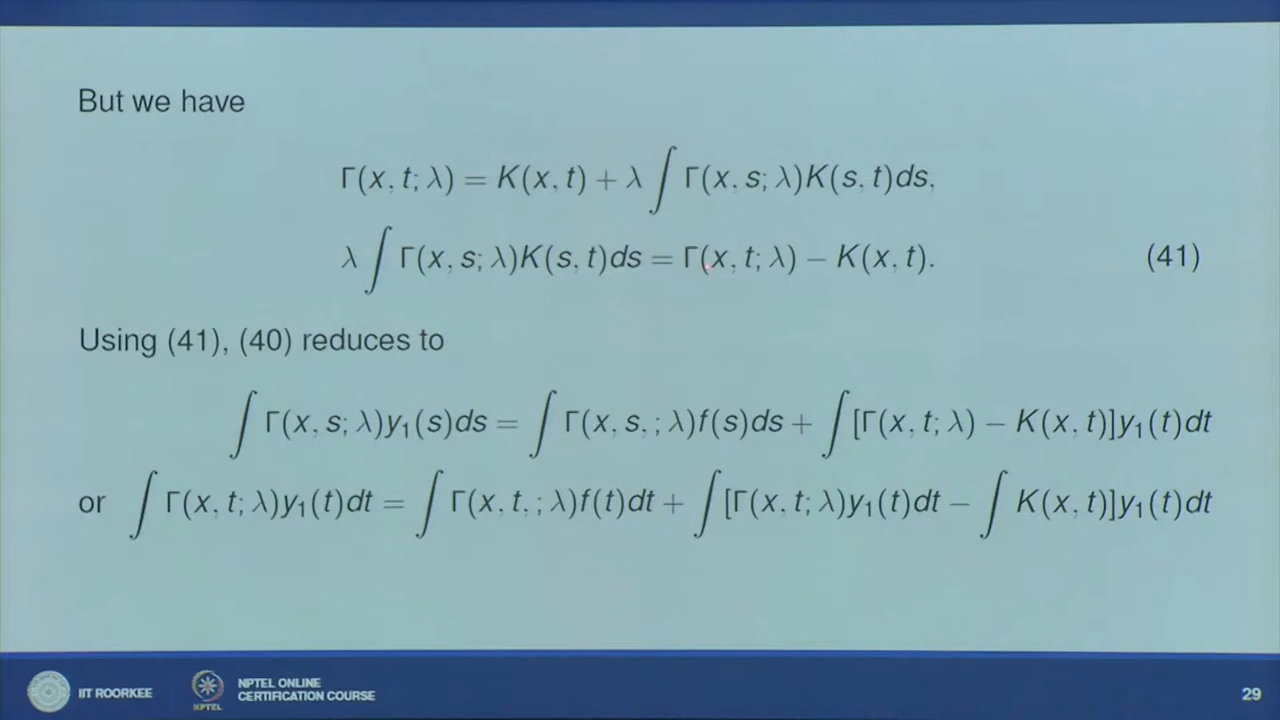 But we have
Γ(x, t; λ) = K(x, t) + λ ∫ Γ(x, s; λ)K(s, t)ds,
λ ∫ Γ(x, s; λ)K(s, t)ds = Γ(x, t; λ) − K(x, t). (41)
Using (41), (40) reduces to
∫ Γ(x, s; λ)y₁(s)ds = ∫ Γ(x, s, ; λ)f(s)ds + ∫ [Γ(x, t; λ) − K(x, t)]y₁(t)dt
or ∫ Γ(x, t; λ)y₁(t)dt = ∫ Γ(x, t, ; λ)f(t)dt + ∫ [Γ(x, t; λ)y₁(t)dt − ∫ K(x, t)]y₁(t)dt
IIT ROORKEE
NPTEL
NPTEL ONLINE
CERTIFICATION COURSE
29